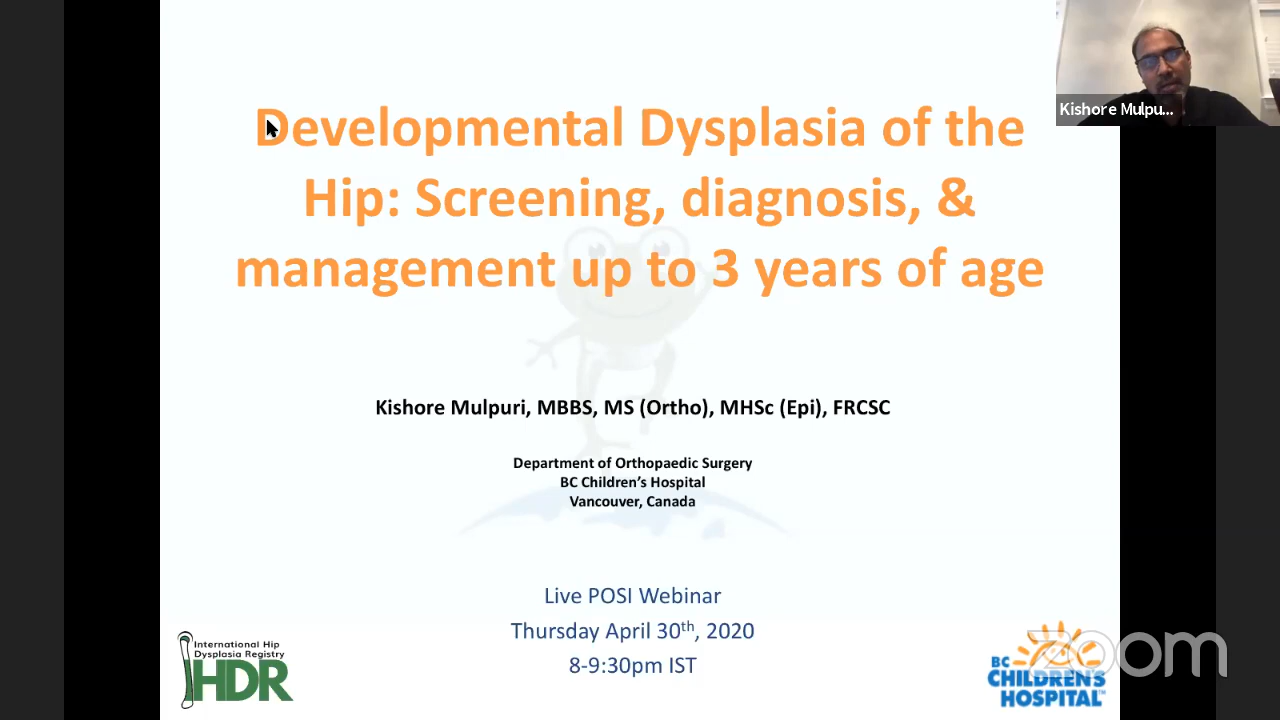 Kishore Mulpu...
Developmental Dysplasia of the
Hip: Screening, diagnosis, &
management up to 3 years of age
Kishore Mulpuri, MBBS, MS (Ortho), MHSc (Epi), FRCSC
Department of Orthopaedic Surgery
BC Children's Hospital
Vancouver, Canada
Live POSI Webinar
Thursday April 30th, 2020
8-9:30pm IST
International Hip
Dysplasia Registry
IHDR
BC
CHILDREN'S
HOSPITAL™
zoom